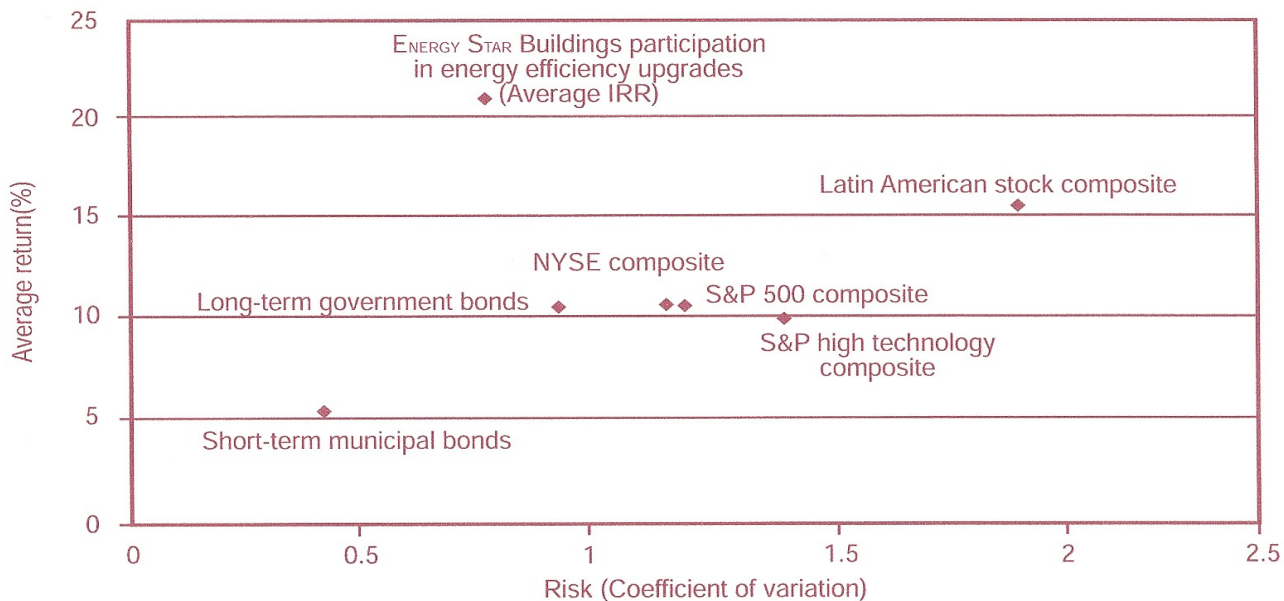 25
ENERGY STAR Buildings participation
in energy efficiency upgrades
(Average IRR)
20
Latin American stock composite
15
NYSE composite
Long-term government bonds
S&P 500 composite
10
S&P high technology
composite
5
Short-term municipal bonds
0
Average return(%)
0
0.5
1
1.5
2
2.5
Risk (Coefficient of variation)